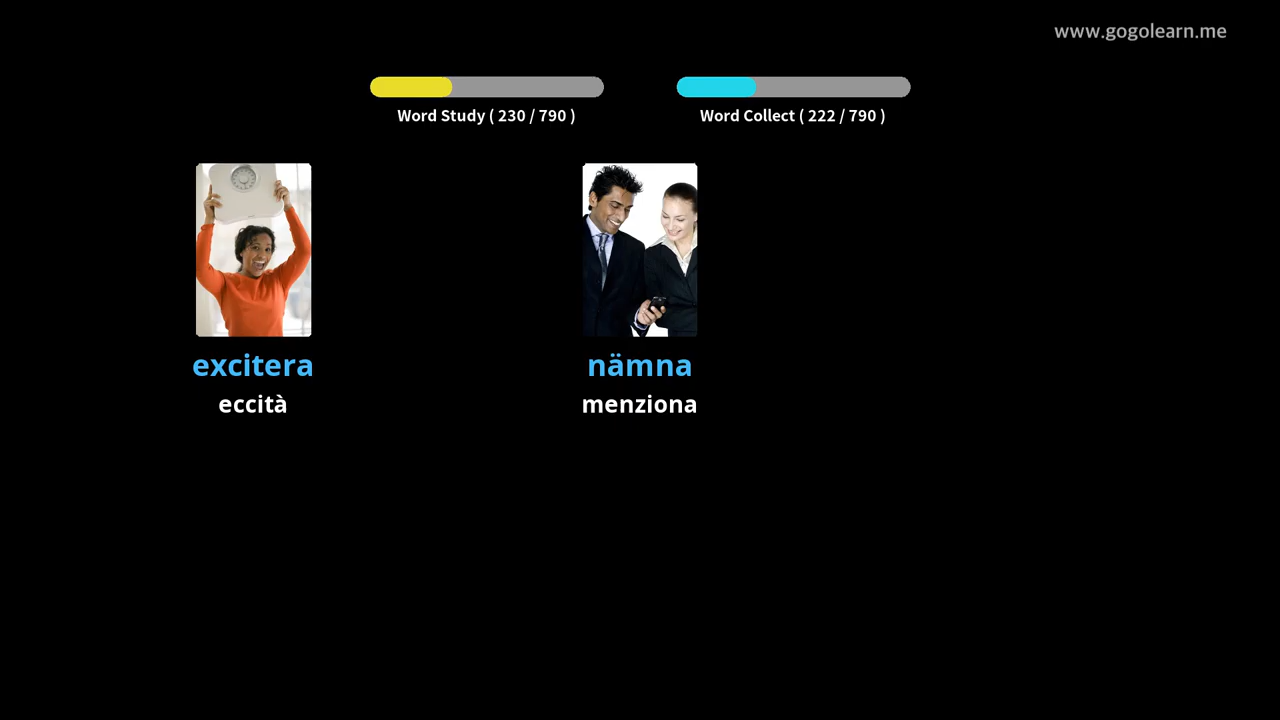 www.gogolearn.me
Word Study ( 230 / 790 )
Word Collect ( 222 / 790 )
excitera
eccità
nämna
menziona